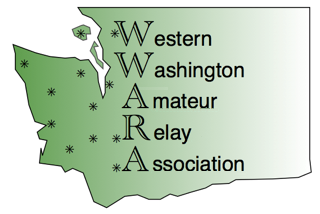 Western
Washington
Amateur
Relay
Association